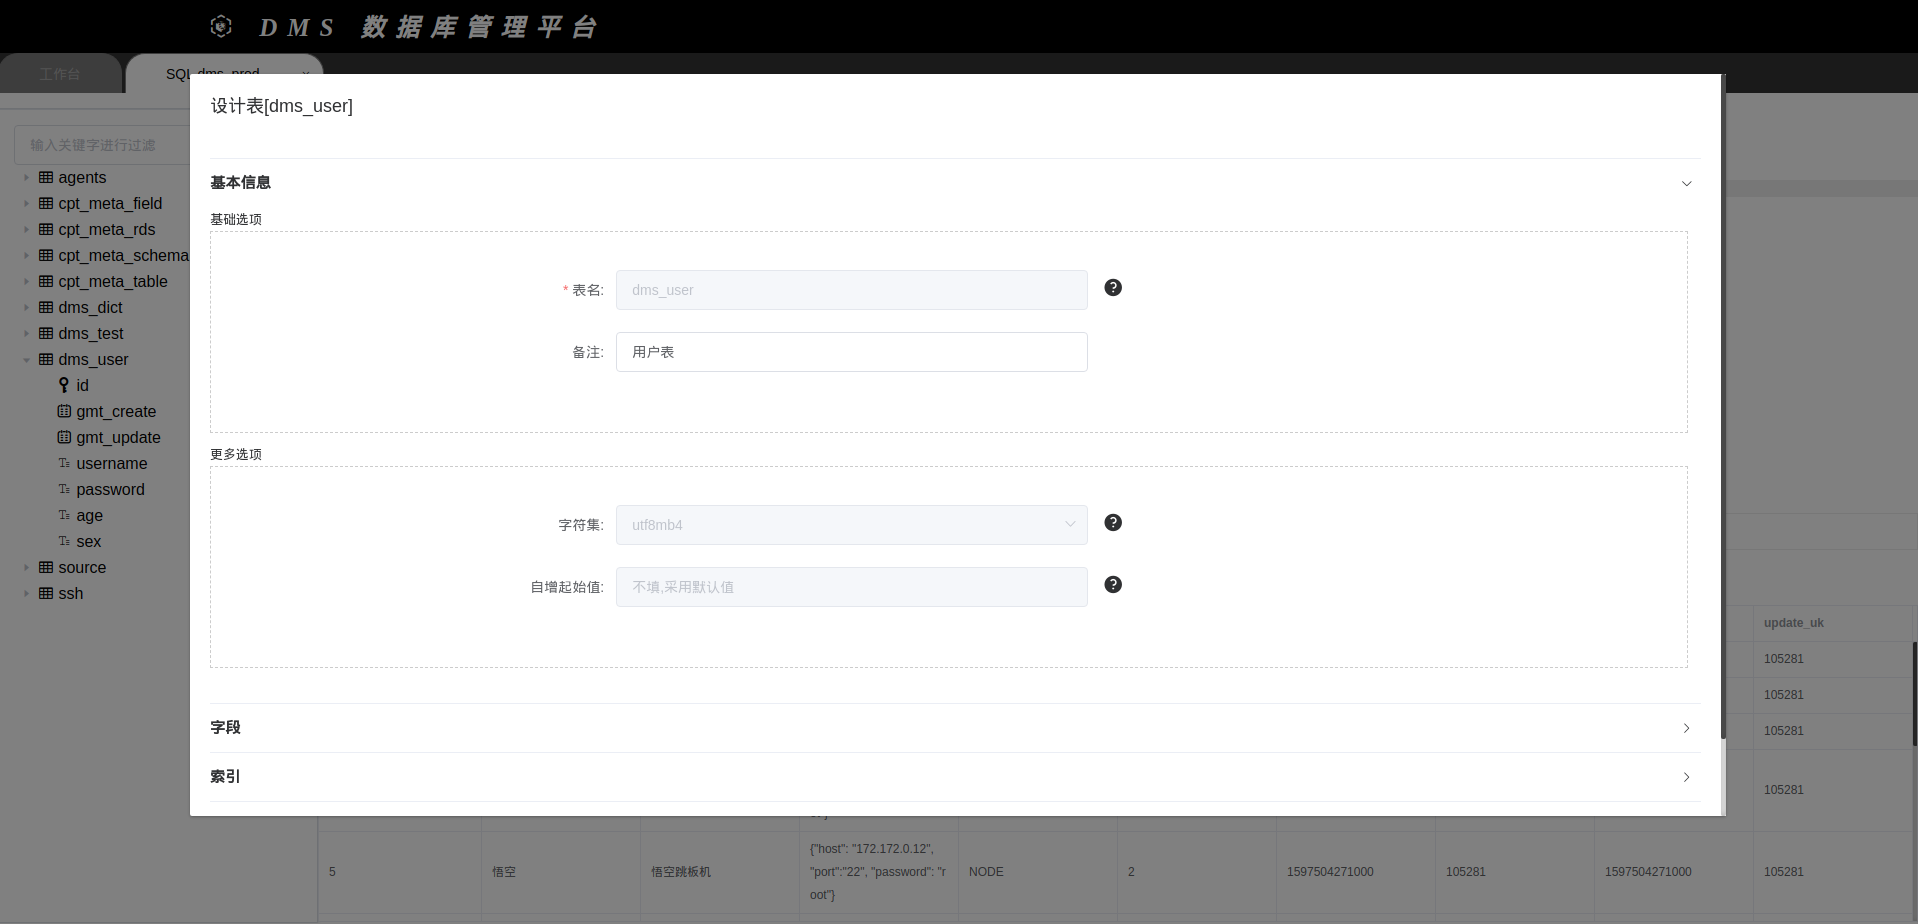 DMS 数据库管理平台
工作台
SQL dms_prod
设计表[dms_user]
输入关键字进行过滤
agents
cpt_meta_field
cpt_meta_rds
cpt_meta_schema
cpt_meta_table
dms_dict
dms_test
dms_user
id
gmt_create
gmt_update
username
password
age
sex
source
ssh
基本信息
基础选项
* 表名: dms_user
备注: 用户表
更多选项
字符集: utf8mb4
自增起始值: 不填,采用默认值
字段
索引
update_uk
105281
105281
105281
105281
5 悟空 悟空跳板机 {"host": "172.172.0.12", "port":"22", "password": "root"} NODE 2 1597504271000 105281 1597504271000 105281